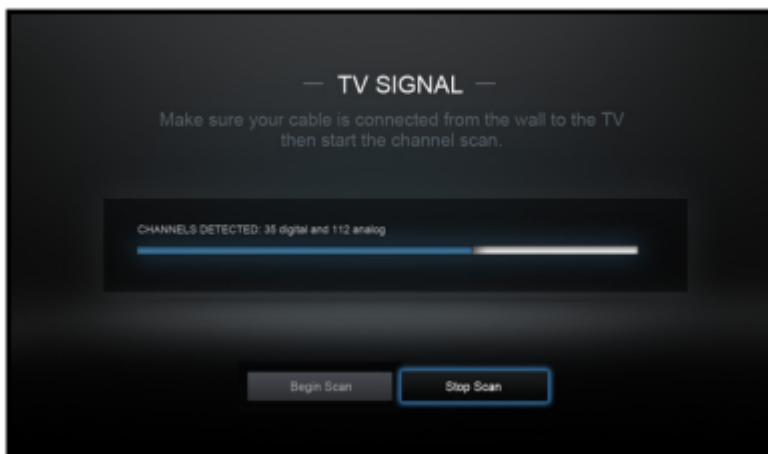 — TV SIGNAL —
Make sure your cable is connected from the wall to the TV
then start the channel scan.
CHANNELS DETECTED: 35 digital and 112 analog
Begin Scan
Stop Scan